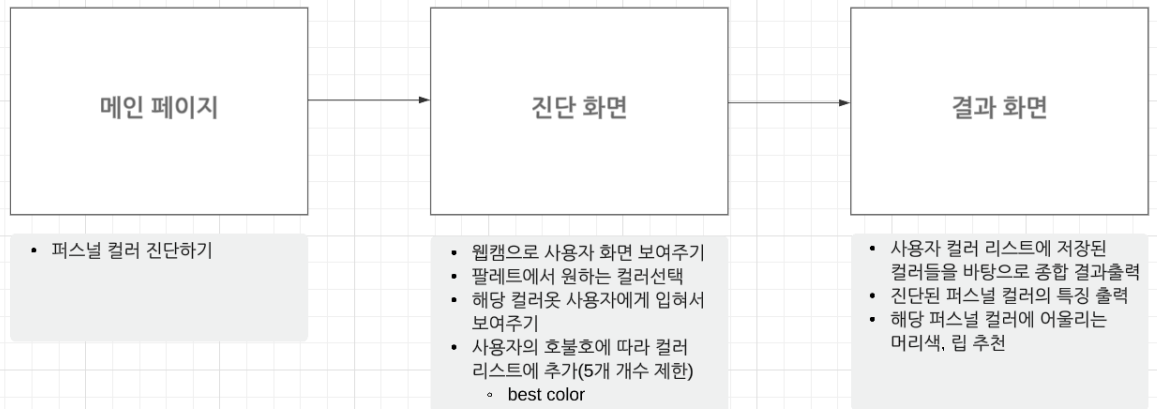 메인 페이지
진단 화면
결과 화면
• 퍼스널 컬러 진단하기
• 웹캠으로 사용자 화면 보여주기
• 팔레트에서 원하는 컬러선택
• 해당 컬러옷 사용자에게 입혀서
보여주기
• 사용자의 호불호에 따라 컬러
리스트에 추가(5개 개수 제한)
◦ best color
• 사용자 컬러 리스트에 저장된
컬러들을 바탕으로 종합 결과출력
• 진단된 퍼스널 컬러의 특징 출력
• 해당 퍼스널 컬러에 어울리는
머리색, 립 추천